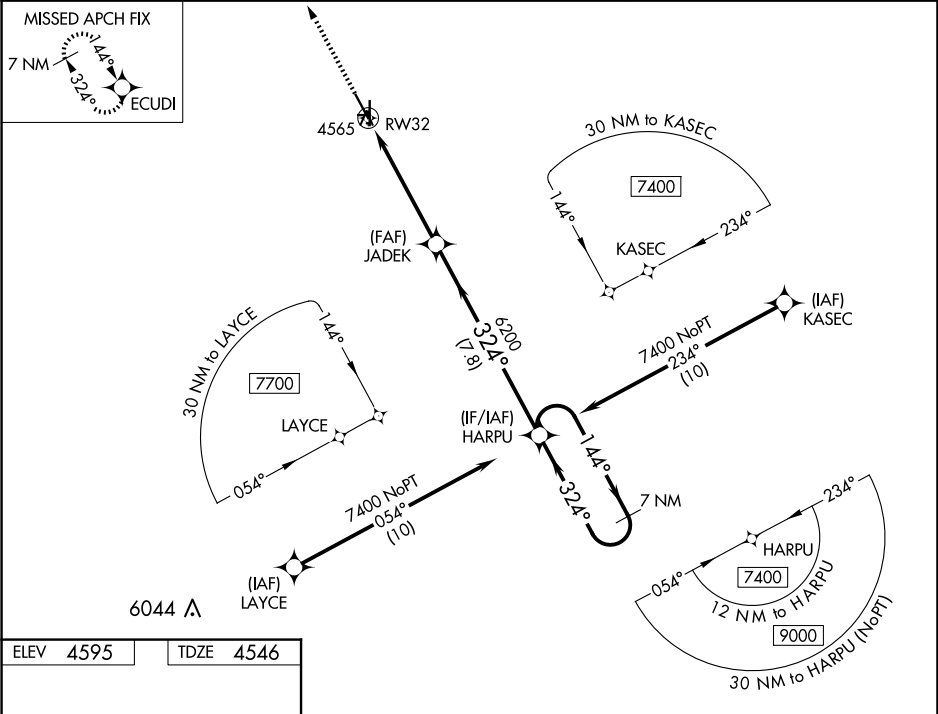 MISSED APCH FIX
7 NM
144°
324°
ECUDI
4565
RW32
30 NM to KASEC
7400
144°
234°
KASEC
(FAF)
JADEK
(IAF)
KASEC
7400 NoPT
234°
(10)
6200
324°
(7.8)
30 NM to LAYCE
144°
7700
LAYCE
054°
(IF/IAF)
HARPU
144°
324°
7 NM
7400 NoPT
054°
(10)
(IAF)
LAYCE
234°
HARPU
054°
7400
12 NM to HARPU
9000
30 NM to HARPU (NoPT)
6044
ELEV 4595
TDZE 4546